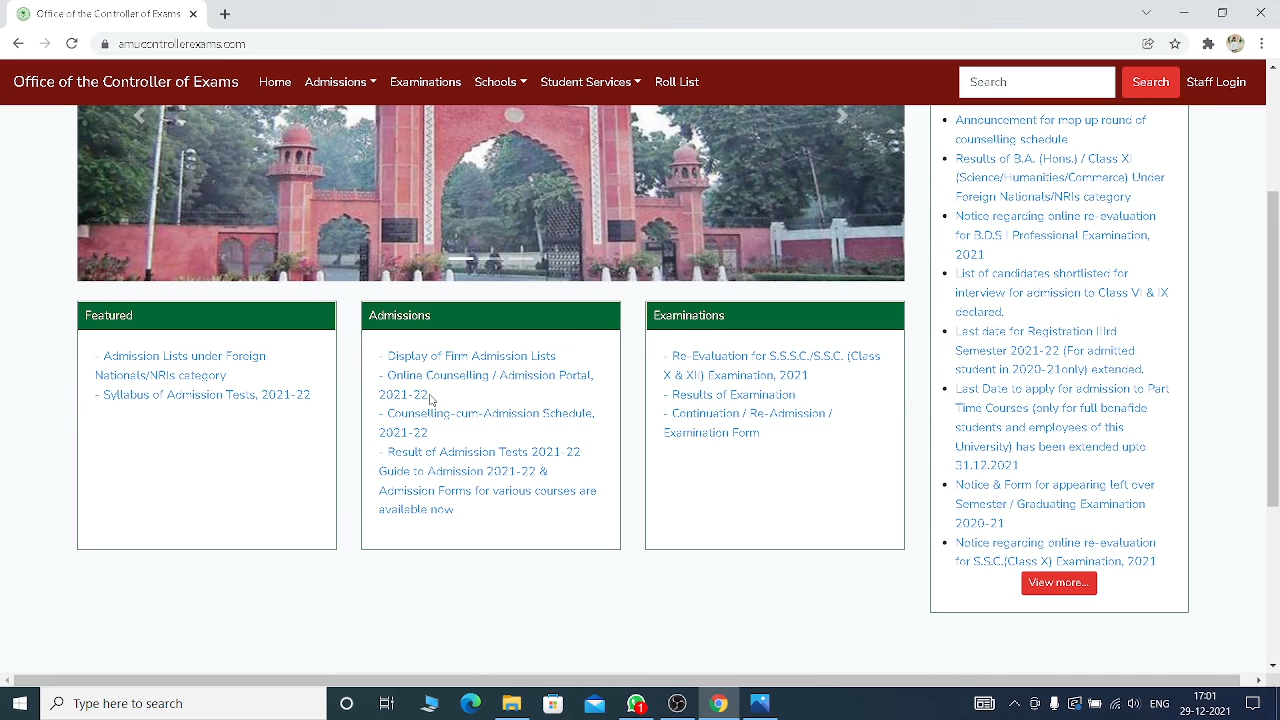 Office of the Controller of Exams
amucontrollerexams.com
Office of the Controller of Exams
Home
Admissions
Examinations
Schools
Student Services
Roll List
Search
Search
Staff Login
Featured
- Admission Lists under Foreign
Nationals/NRIs category
- Syllabus of Admission Tests, 2021-22
Admissions
- Display of Firm Admission Lists
- Online Counselling / Admission Portal,
2021-22
- Counselling-cum-Admission Schedule,
2021-22
- Result of Admission Tests 2021-22
Guide to Admission 2021-22 &
Admission Forms for various courses are
available now
Examinations
- Re-Evaluation for S.S.S.C./S.S.C. (Class
X & XII) Examination, 2021
- Results of Examination
- Continuation / Re-Admission /
Examination Form
Announcement for mop up round of
counselling schedule
Results of B.A. (Hons.) / Class XI
(Science/Humanities/Commerce) Under
Foreign Nationals/NRIs category
Notice regarding online re-evaluation
for B.D.S I Professional Examination,
2021
List of candidates shortlisted for
interview for admission to Class VI & IX
declared.
Last date for Registration IIIrd
Semester 2021-22 (For admitted
student in 2020-21only) extended.
Last Date to apply for admission to Part
Time Courses (only for full bonafide
students and employees of this
University) has been extended upto
31.12.2021
Notice & Form for appearing left over
Semester / Graduating Examination
2020-21
Notice regarding online re-evaluation
for S.S.C.(Class X) Examination, 2021
View more...
Type here to search
1
ENG
17:01
29-12-2021